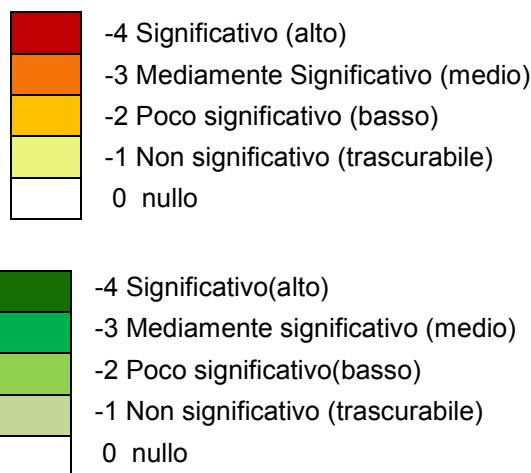 -4 Significativo (alto)
-3 Mediamente Significativo (medio)
-2 Poco significativo (basso)
-1 Non significativo (trascurabile)
0 nullo
-4 Significativo(alto)
-3 Mediamente significativo (medio)
-2 Poco significativo(basso)
-1 Non significativo (trascurabile)
0 nullo